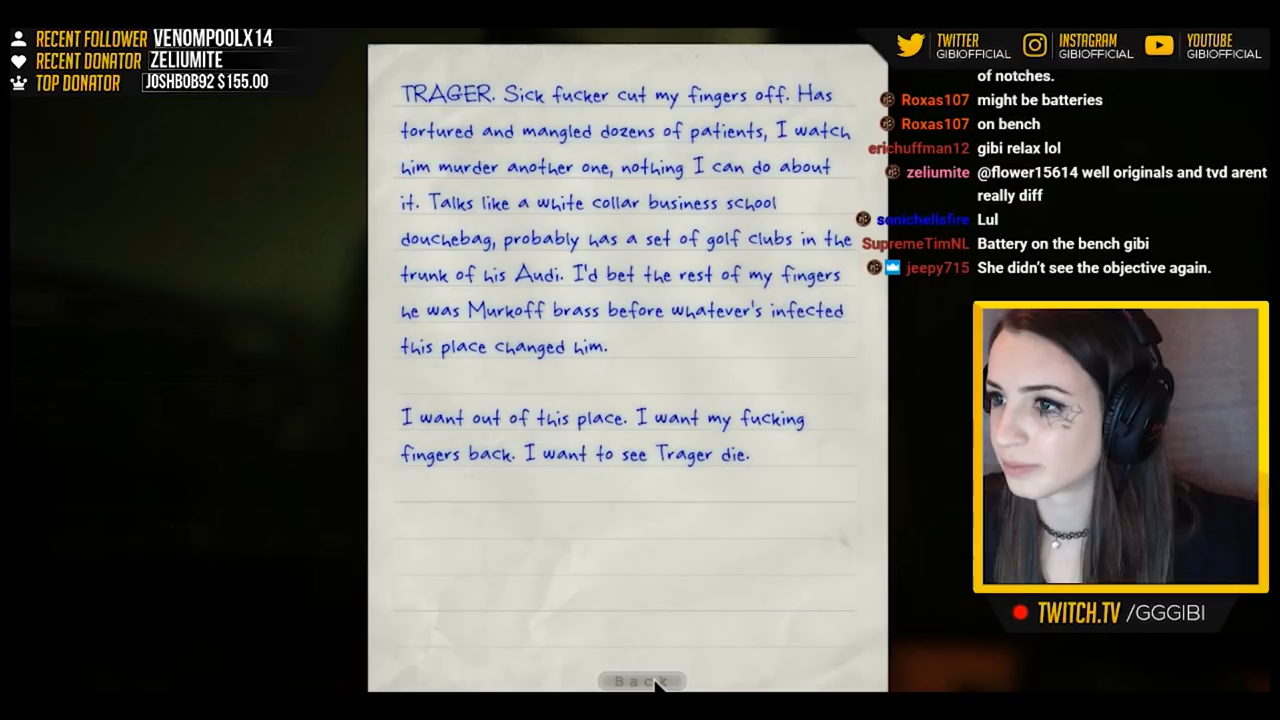 RECENT FOLLOWER VENOMPOOLX14
RECENT DONATOR ZELIUMITE
TOP DONATOR JOSHBOB92 $155.00
TRAGER. Sick fucker cut my fingers off. Has
tortured and mangled dozens of patients, I watch
him murder another one, nothing I can do about
it. Talks like a white collar business school
douchebag, probably has a set of golf clubs in the
trunk of his Audi. I'd bet the rest of my fingers
he was Murkoff brass before whatever's infected
this place changed him.
I want out of this place. I want my fucking
fingers back. I want to see Trager die.
Back
TWITTER
GIBIOFFICIAL
INSTAGRAM
GIBIOFFICIAL
YOUTUBE
GIBIOFFICIAL
of notches.
Roxas107 might be batteries
Roxas107 on bench
erichuffman12 gibi relax lol
zeliumite @flower15614 well originals and tvd arent
really diff
sonichellsfire Lul
SupremeTimNL Battery on the bench gibi
jeepy715 She didn't see the objective again.
TWITCH.TV/GGGIBI